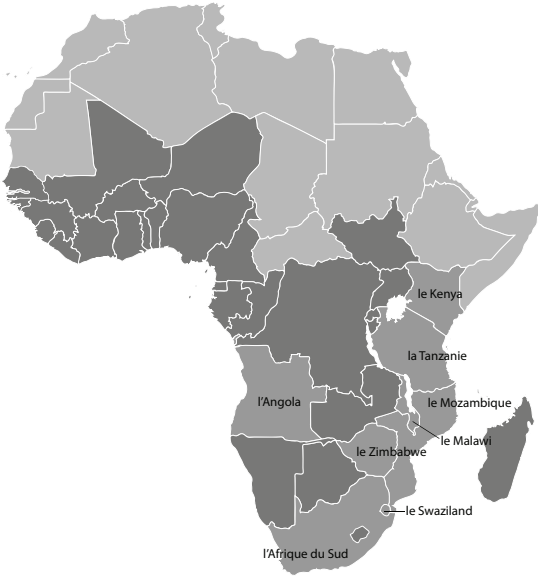 le Kenya
la Tanzanie
l'Angola
le Mozambique
le Malawi
le Zimbabwe
le Swaziland
l'Afrique du Sud